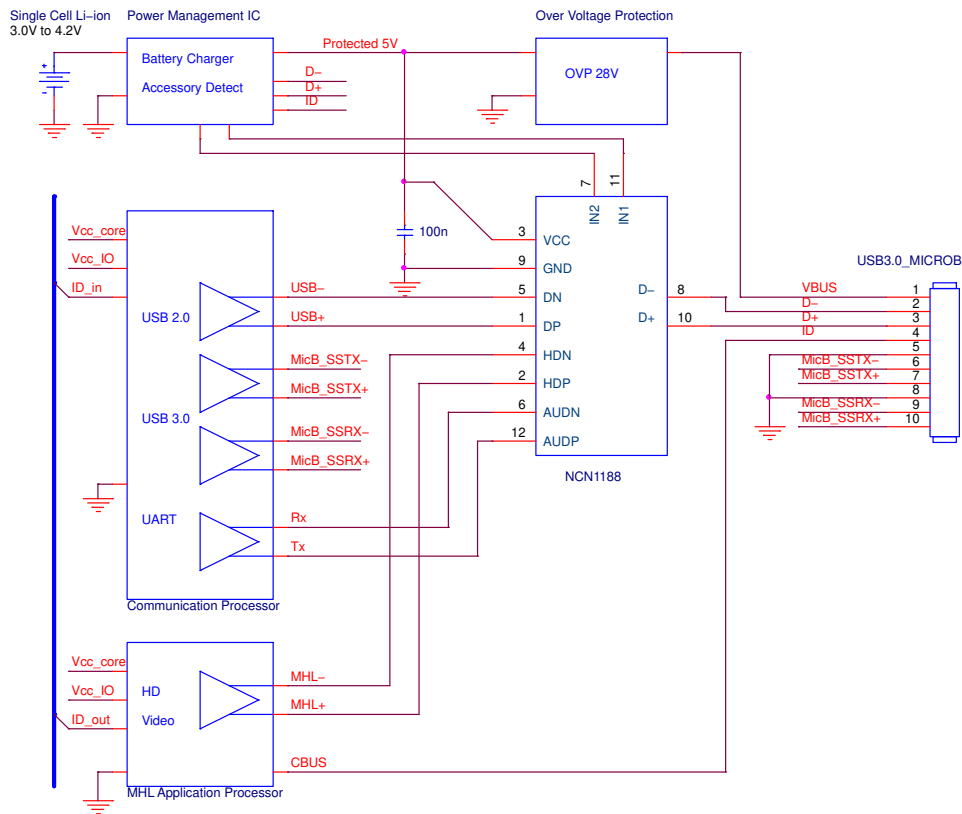 Single Cell Li–ion
3.0V to 4.2V
Power Management IC
Over Voltage Protection
+
-
Battery Charger
Accessory Detect
Protected 5V
D–
D+
ID
OVP 28V
7
11
IN2
IN1
Vcc_core
Vcc_IO
ID_in
USB 2.0
USB 3.0
UART
USB–
USB+
MicB_SSTX–
MicB_SSTX+
MicB_SSRX–
MicB_SSRX+
Rx
Tx
Communication Processor
100n
3
VCC
9
GND
5
DN
1
DP
4
HDN
2
HDP
6
AUDN
12
AUDP
D–
8
D+
10
NCN1188
USB3.0_MICROB
VBUS
1
D–
2
D+
3
ID
4
5
MicB_SSTX–
6
MicB_SSTX+
7
8
MicB_SSRX–
9
MicB_SSRX+
10
Vcc_core
Vcc_IO
ID_out
HD
Video
MHL–
MHL+
CBUS
MHL Application Processor